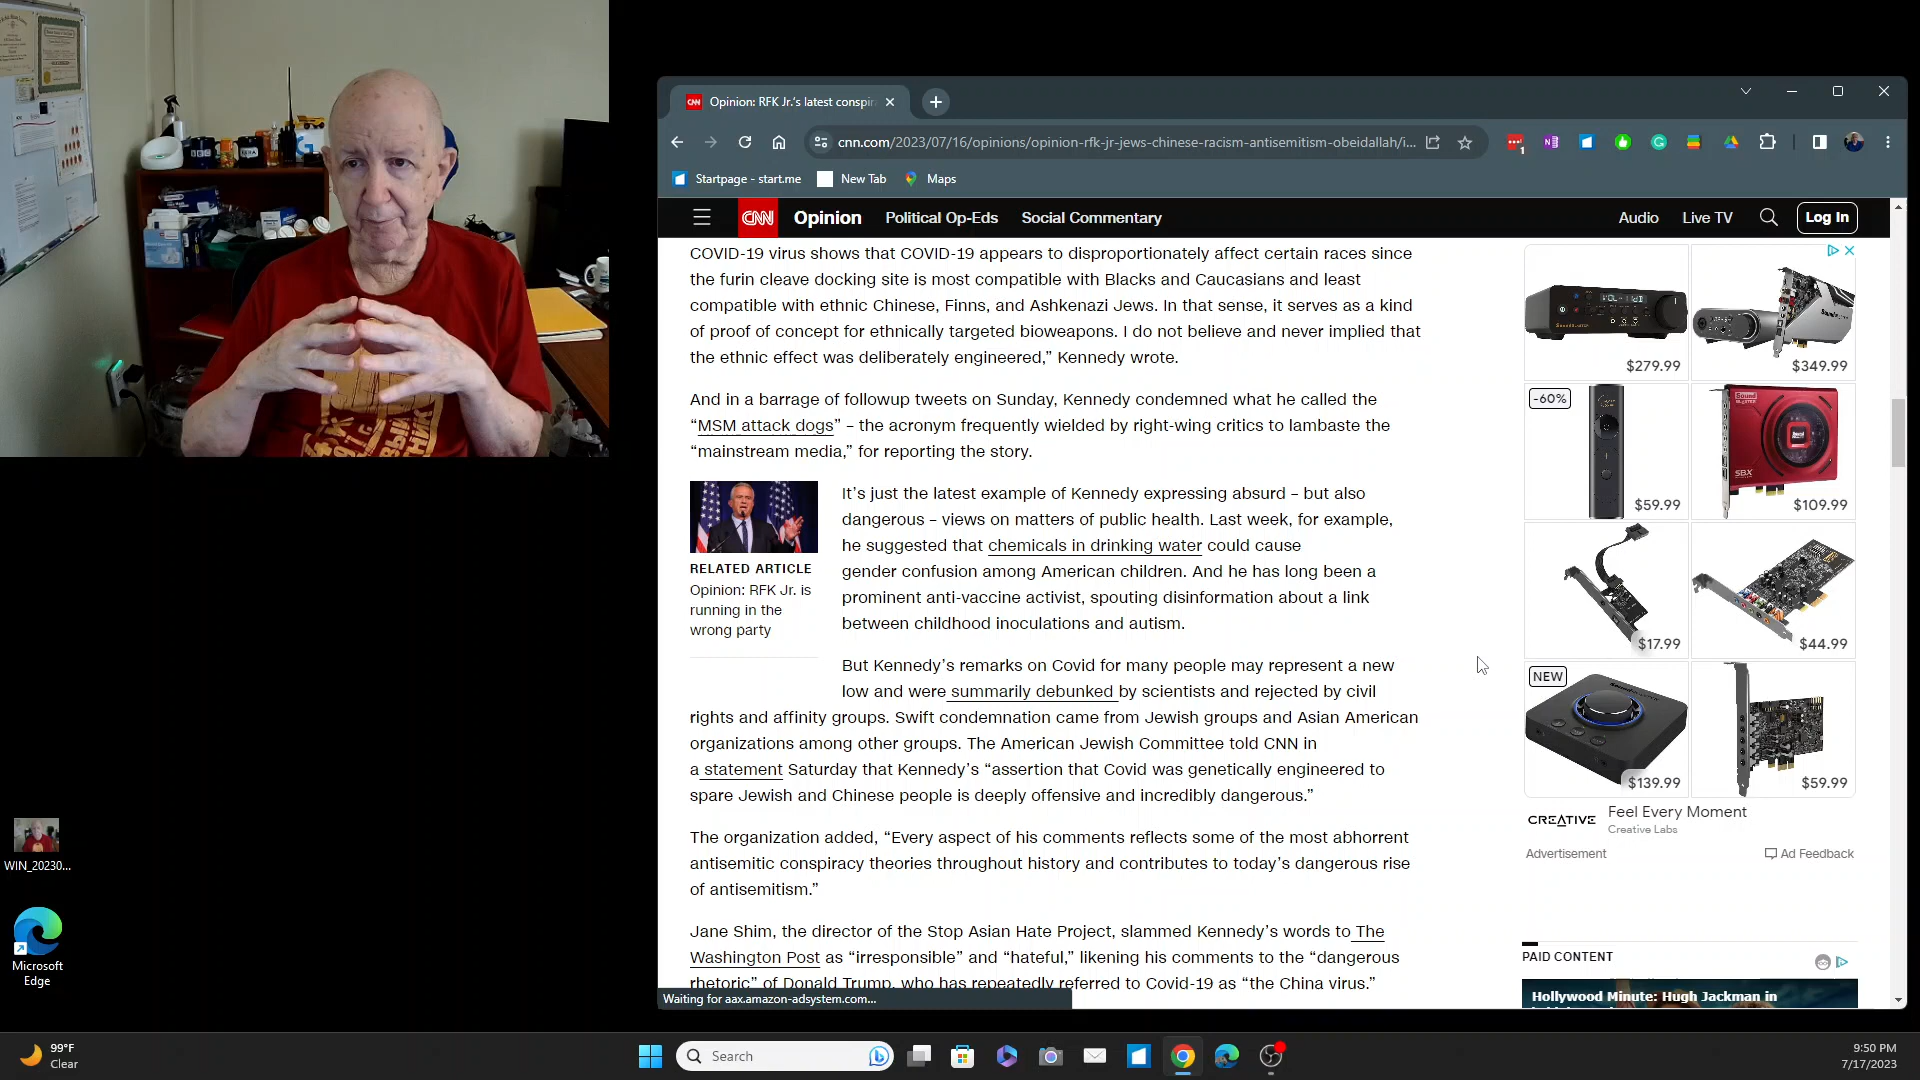 Opinion: RFK Jr.'s latest conspir
cnn.com/2023/07/16/opinions/opinion-rfk-jr-jews-chinese-racism-antisemitism-obeidallah/i...
1
Startpage - start.me
New Tab
Maps
CNN
Opinion
Political Op-Eds
Social Commentary
Audio
Live TV
Log In
COVID-19 virus shows that COVID-19 appears to disproportionately affect certain races since
the furin cleave docking site is most compatible with Blacks and Caucasians and least
compatible with ethnic Chinese, Finns, and Ashkenazi Jews. In that sense, it serves as a kind
of proof of concept for ethnically targeted bioweapons. I do not believe and never implied that
the ethnic effect was deliberately engineered,” Kennedy wrote.
And in a barrage of followup tweets on Sunday, Kennedy condemned what he called the
“MSM attack dogs” – the acronym frequently wielded by right-wing critics to lambaste the
“mainstream media,” for reporting the story.
RELATED ARTICLE
Opinion: RFK Jr. is
running in the
wrong party
It’s just the latest example of Kennedy expressing absurd – but also
dangerous – views on matters of public health. Last week, for example,
he suggested that chemicals in drinking water could cause
gender confusion among American children. And he has long been a
prominent anti-vaccine activist, spouting disinformation about a link
between childhood inoculations and autism.
But Kennedy’s remarks on Covid for many people may represent a new
low and were summarily debunked by scientists and rejected by civil
rights and affinity groups. Swift condemnation came from Jewish groups and Asian American
organizations among other groups. The American Jewish Committee told CNN in
a statement Saturday that Kennedy’s “assertion that Covid was genetically engineered to
spare Jewish and Chinese people is deeply offensive and incredibly dangerous.”
The organization added, “Every aspect of his comments reflects some of the most abhorrent
antisemitic conspiracy theories throughout history and contributes to today’s dangerous rise
of antisemitism.”
Jane Shim, the director of the Stop Asian Hate Project, slammed Kennedy’s words to The
Washington Post as “irresponsible” and “hateful,” likening his comments to the “dangerous
rhetoric” of Donald Trump, who has repeatedly referred to Covid-19 as “the China virus.”
Waiting for aax.amazon-adsystem.com...
$279.99
$349.99
-60%
$59.99
$109.99
$17.99
$44.99
NEW
$139.99
$59.99
CREATIVE
Feel Every Moment
Creative Labs
Advertisement
Ad Feedback
PAID CONTENT
Hollywood Minute: Hugh Jackman in
WIN_20230...
Microsoft
Edge
99°F
Clear
Search
9:50 PM
7/17/2023